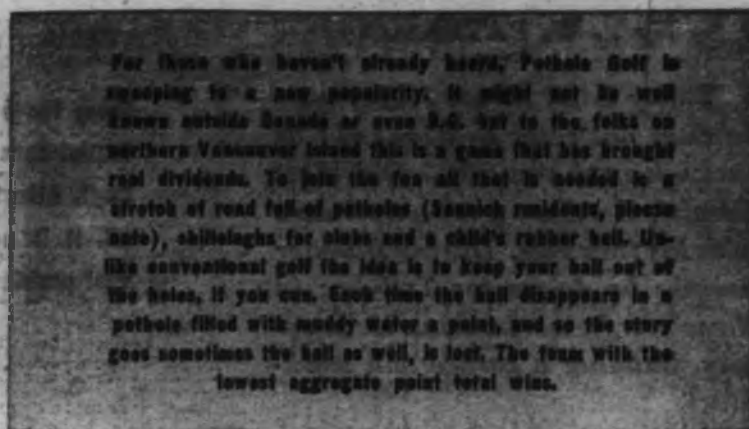 For those who haven't already heard, Pothole Golf is
sweeping to a new popularity. It might not be well
known outside Canada or even B.C. but to the folks on
northern Vancouver Island this is a game that has brought
real dividends. To join the fun all that is needed is a
stretch of road full of potholes (Saanich residents, please
note), shillelaghs for clubs and a child's rubber ball. Un-
like conventional golf the idea is to keep your ball out of
the holes, if you can. Each time the ball disappears in a
pothole filled with muddy water a point, and so the story
goes sometimes the ball as well, is lost. The team with the
lowest aggregate point total wins.